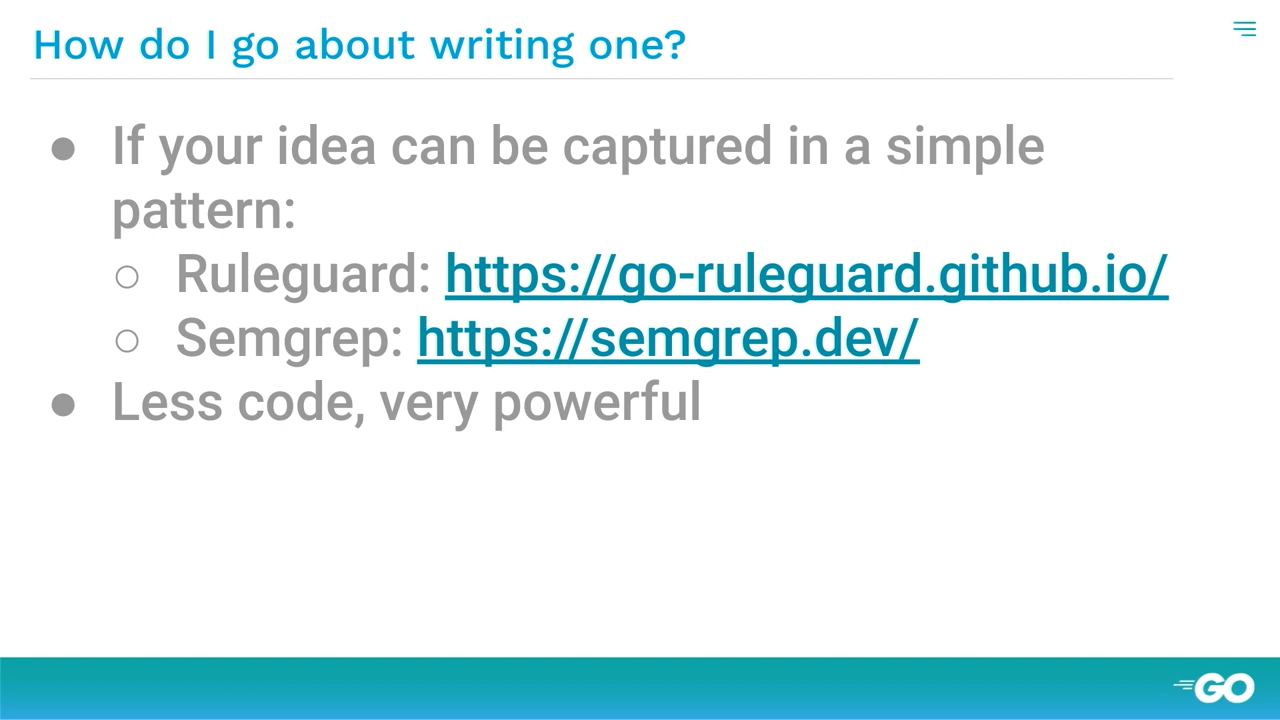 How do I go about writing one?
● If your idea can be captured in a simple
pattern:
○ Ruleguard: https://go-ruleguard.github.io/
○ Semgrep: https://semgrep.dev/
● Less code, very powerful
GO